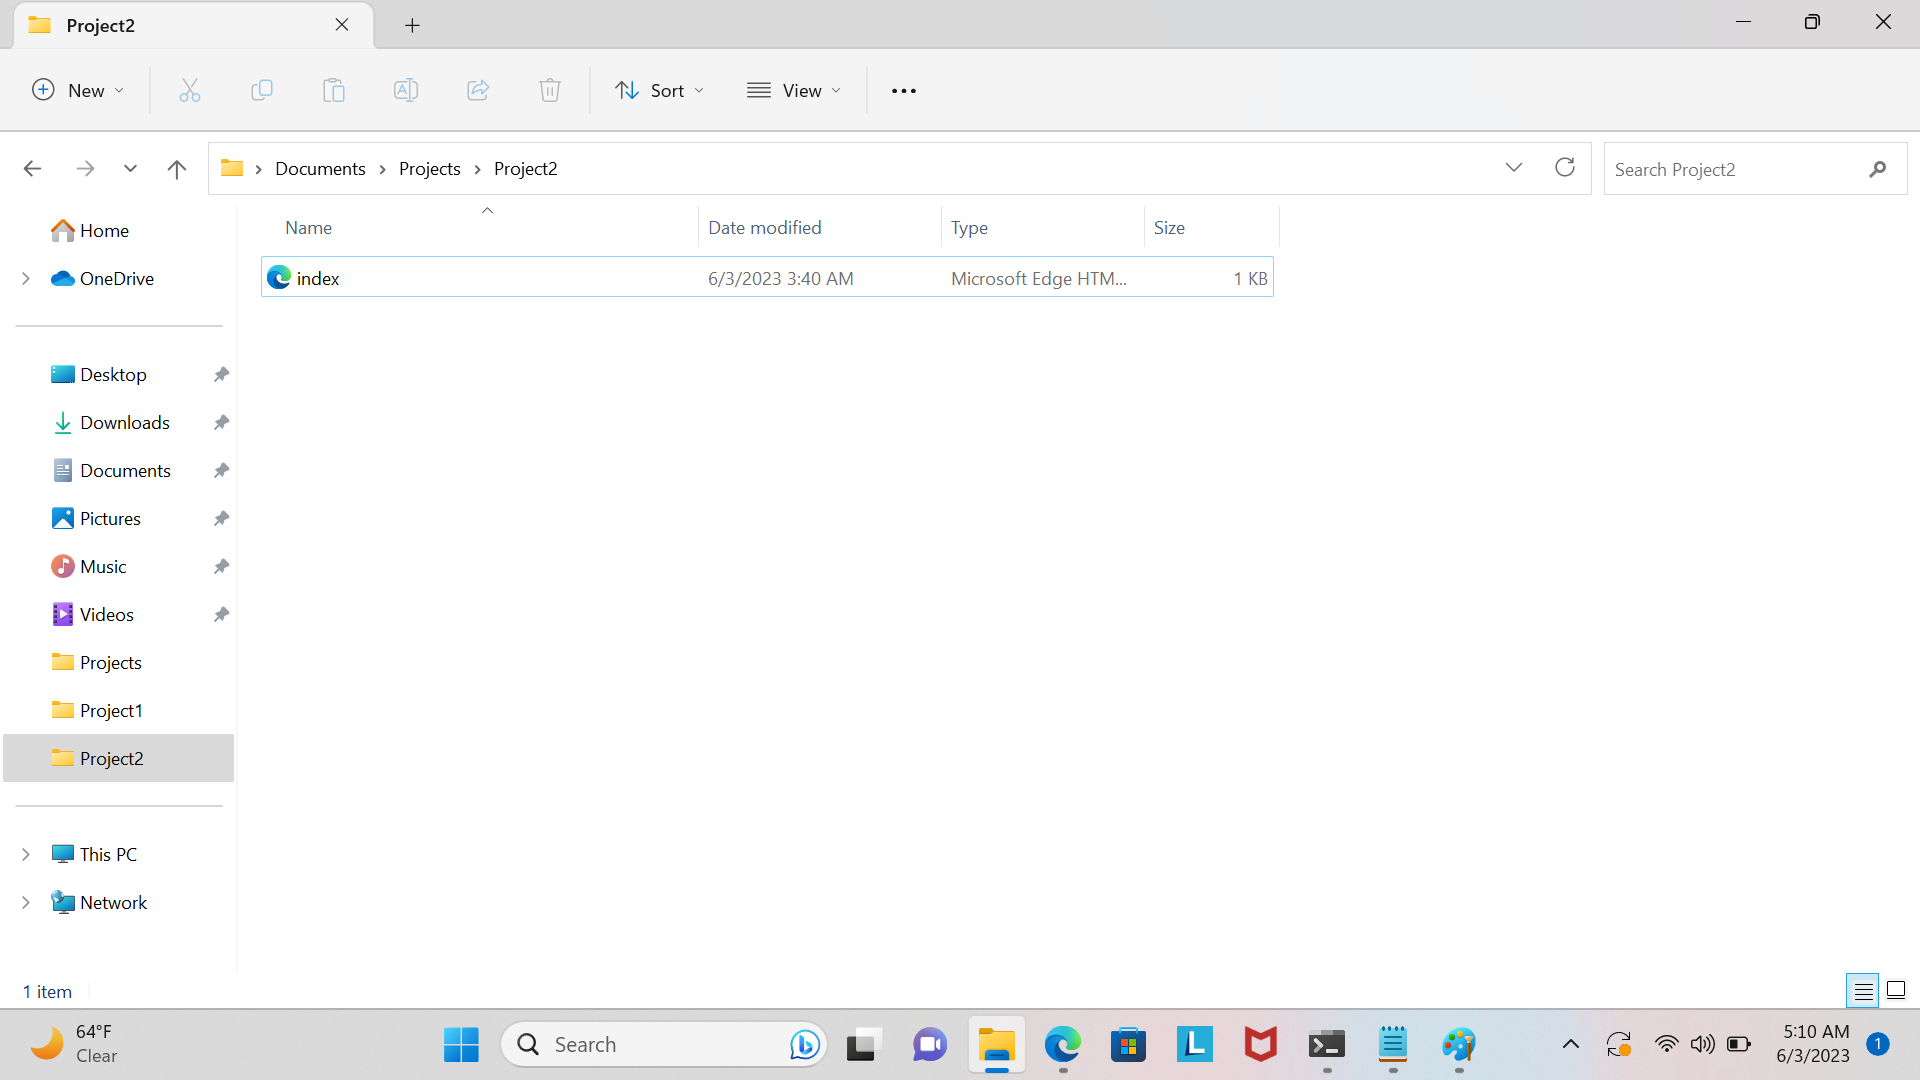 Project2
New
Sort
View
Documents
Projects
Project2
Search Project2
Name
Date modified
Type
Size
index
6/3/2023 3:40 AM
Microsoft Edge HTM...
1 KB
Home
OneDrive
Desktop
Downloads
Documents
Pictures
Music
Videos
Projects
Project1
Project2
This PC
Network
1 item
64°F
Clear
Search
5:10 AM
6/3/2023
1